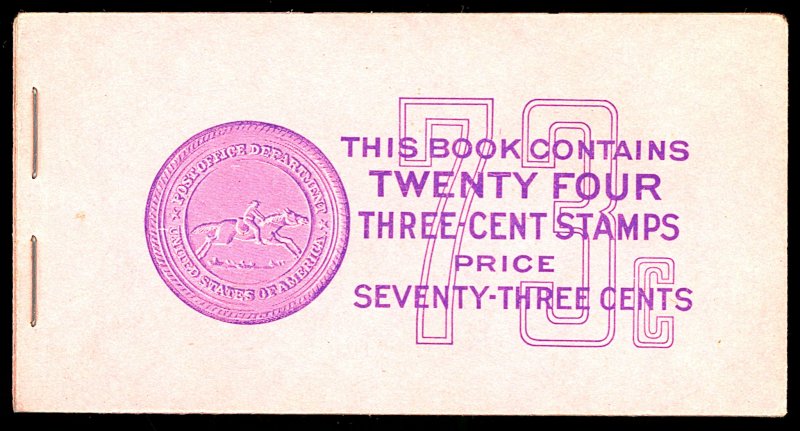 POST OFFICE DEPARTMENT
UNITED STATES OF AMERICA
73c
THIS BOOK CONTAINS
TWENTY FOUR
THREE-CENT STAMPS
PRICE
SEVENTY-THREE CENTS